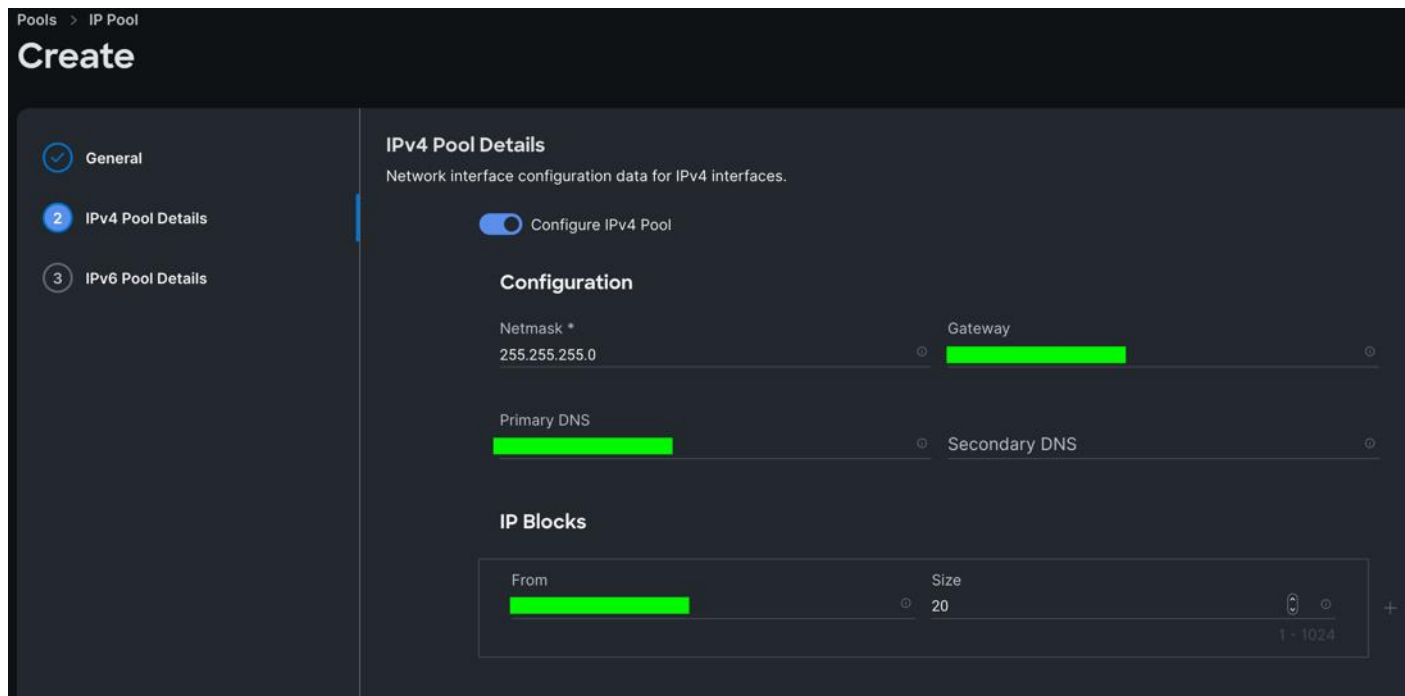 Pools > IP Pool
Create
General
IPv4 Pool Details
Network interface configuration data for IPv4 interfaces.
2 IPv4 Pool Details
Configure IPv4 Pool
3 IPv6 Pool Details
Configuration
Netmask * Gateway
255.255.255.0
Primary DNS
Secondary DNS
IP Blocks
From Size
20
1 - 1024